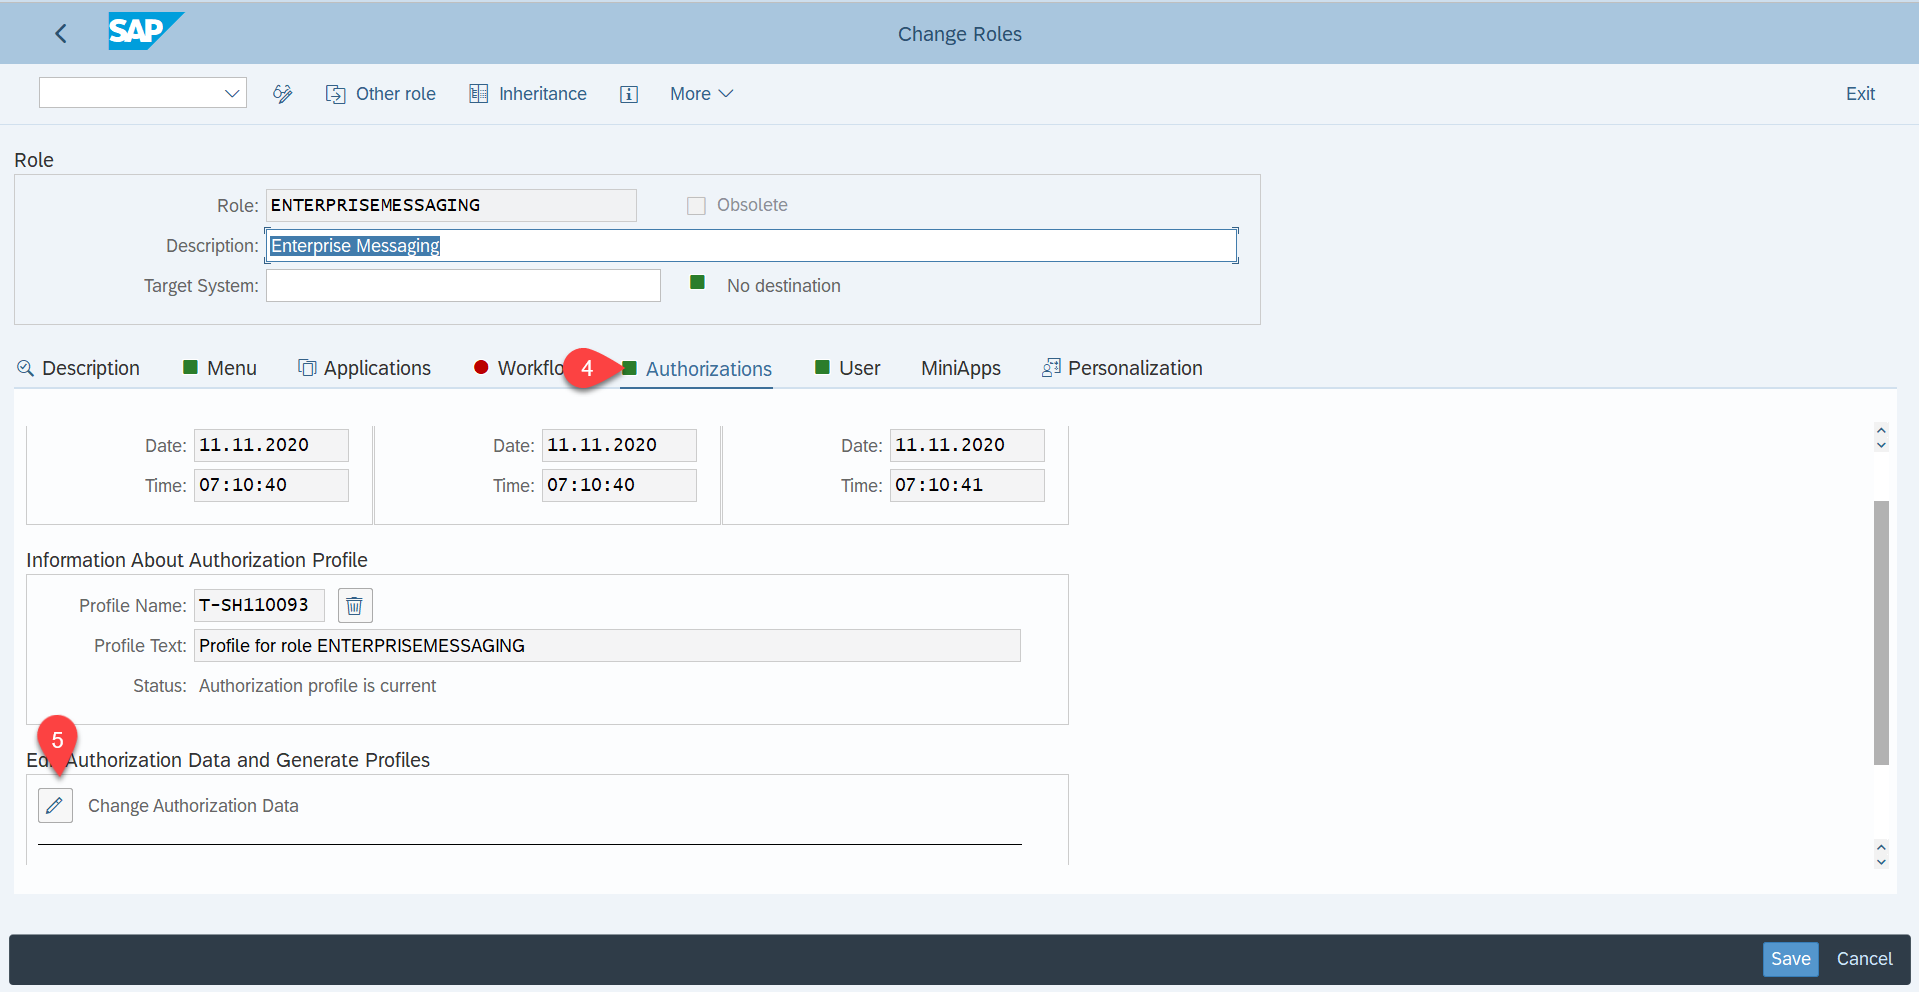 SAP
Change Roles
Other role
Inheritance
More
Exit
Role
Role: ENTERPRISEMESSAGING
Obsolete
Description: Enterprise Messaging
Target System:
No destination
Description
Menu
Applications
Workflo
4
Authorizations
User
MiniApps
Personalization
Date: 11.11.2020
Date: 11.11.2020
Date: 11.11.2020
Time: 07:10:40
Time: 07:10:40
Time: 07:10:41
Information About Authorization Profile
Profile Name: T-SH110093
Profile Text: Profile for role ENTERPRISEMESSAGING
Status: Authorization profile is current
5
Ed Authorization Data and Generate Profiles
Change Authorization Data
Save
Cancel